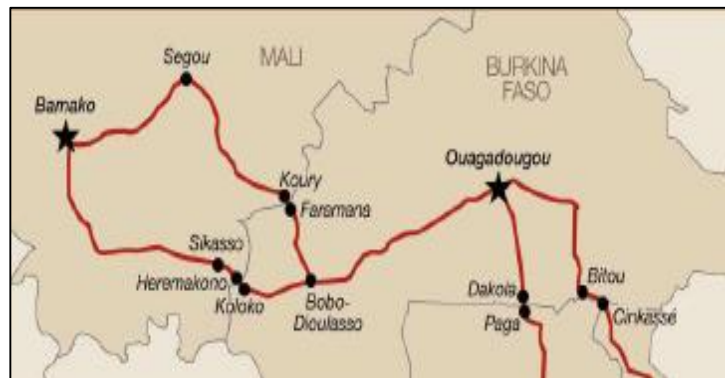 Segou
MALI
BURKINA
FASO
Bamako
Ouagadougou
Koury
Faramana
Sikasso
Heremakono
Koloko
Bobo-
Dioulasso
Dakola
Paga
Bitou
Cinkassé